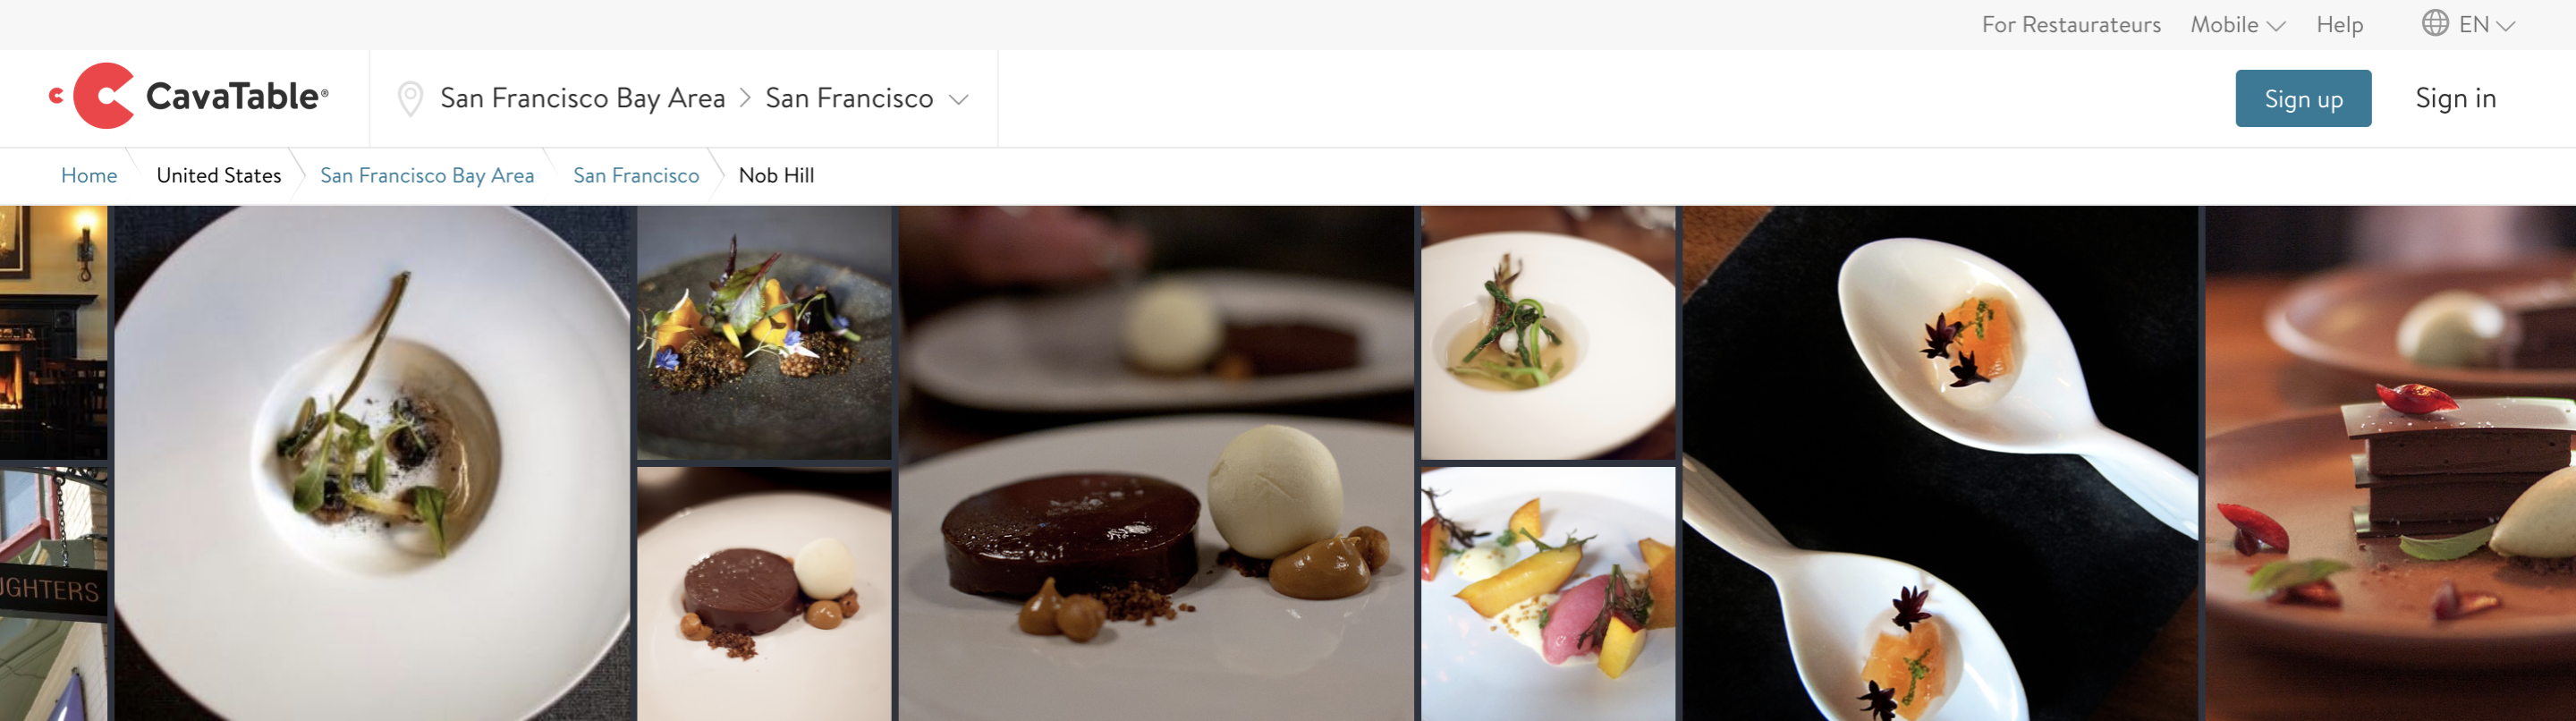 For Restaurateurs Mobile Help EN
CavaTable® San Francisco Bay Area San Francisco Sign up Sign in
Home United States San Francisco Bay Area San Francisco Nob Hill